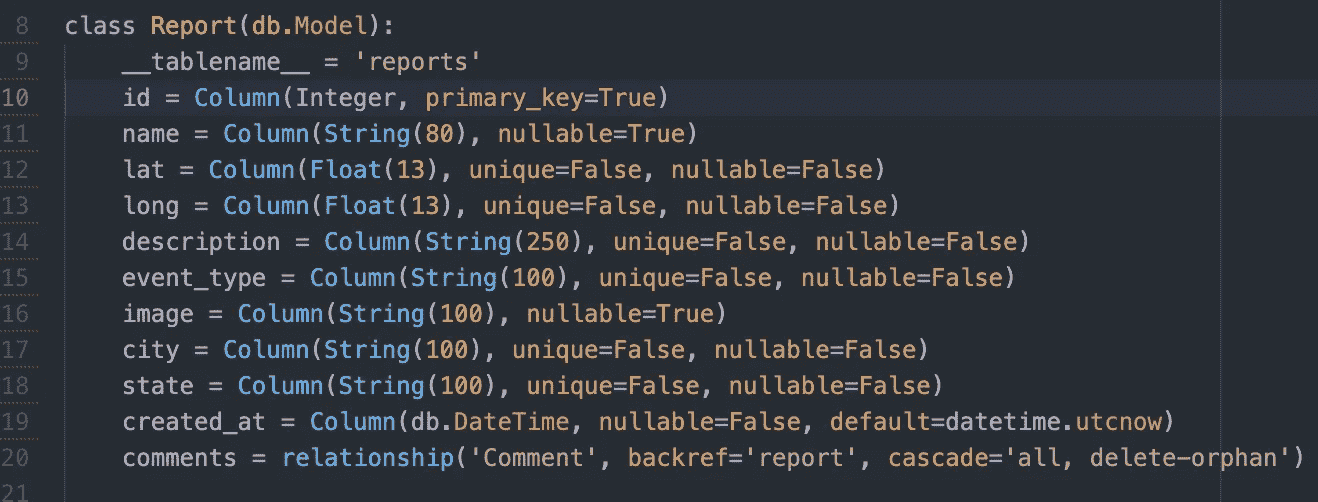 8 class Report(db.Model):
9 __tablename__ = 'reports'
10 id = Column(Integer, primary_key=True)
11 name = Column(String(80), nullable=True)
12 lat = Column(Float(13), unique=False, nullable=False)
13 long = Column(Float(13), unique=False, nullable=False)
14 description = Column(String(250), unique=False, nullable=False)
15 event_type = Column(String(100), unique=False, nullable=False)
16 image = Column(String(100), nullable=True)
17 city = Column(String(100), unique=False, nullable=False)
18 state = Column(String(100), unique=False, nullable=False)
19 created_at = Column(db.DateTime, nullable=False, default=datetime.utcnow)
20 comments = relationship('Comment', backref='report', cascade='all, delete-orphan')
21